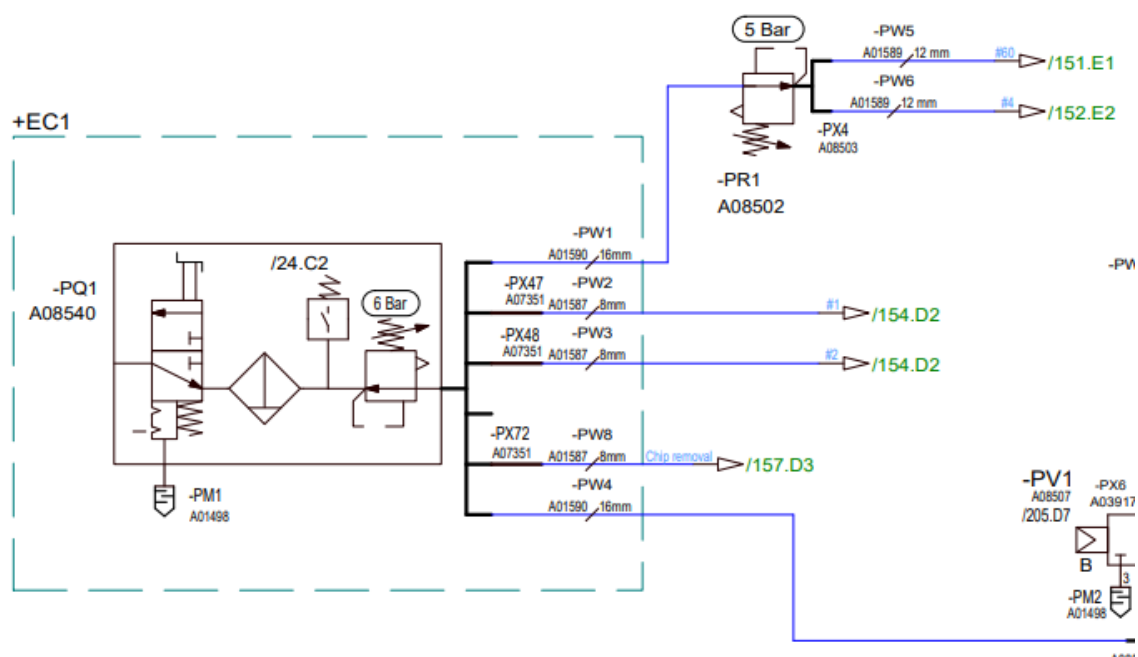 5 Bar
-PW5
A01589 12 mm
#60
/151.E1
-PW6
A01589 12 mm
#4
/152.E2
-PX4
A08503
-PR1
A08502
+EC1
-PQ1
A08540
/24.C2
6 Bar
-PM1
A01498
-PW1
A01590 16mm
-PX47
A07351
-PW2
A01587 8mm
#1
/154.D2
-PX48
A07351
-PW3
A01587 8mm
#2
/154.D2
-PX72
A07351
-PW8
A01587 8mm
Chip removal
/157.D3
-PW4
A01590 16mm
-PW
-PV1
A08507
/205.D7
-PX6
A03917
B
3
-PM2
A01498